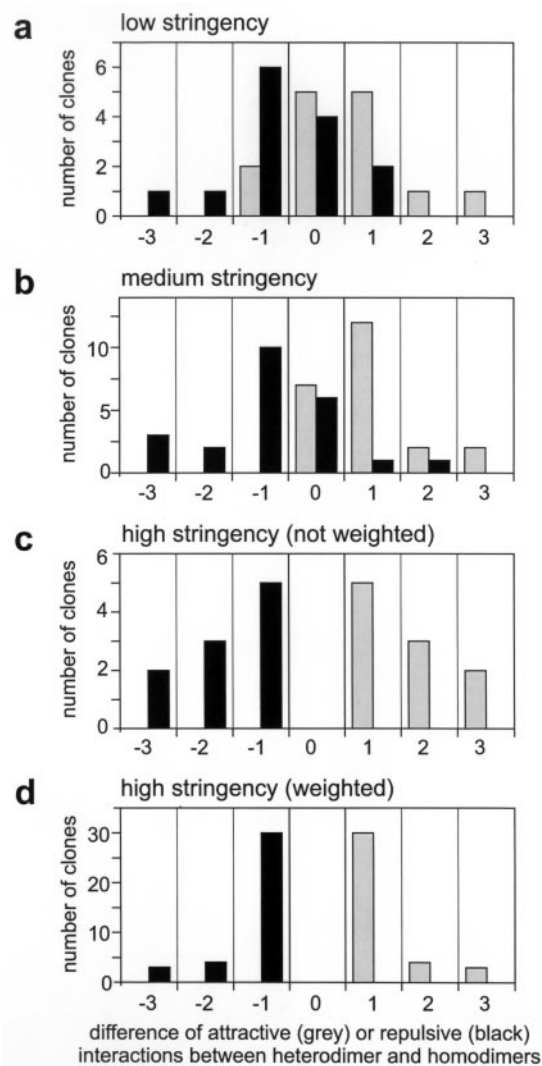 a low stringency
number of clones
6
4
2
0
-3 -2 -1 0 1 2 3
b medium stringency
number of clones
10
5
0
-3 -2 -1 0 1 2 3
c high stringency (not weighted)
number of clones
6
4
2
0
-3 -2 -1 0 1 2 3
d high stringency (weighted)
number of clones
30
20
10
0
-3 -2 -1 0 1 2 3
difference of attractive (grey) or repulsive (black)
interactions between heterodimer and homodimers